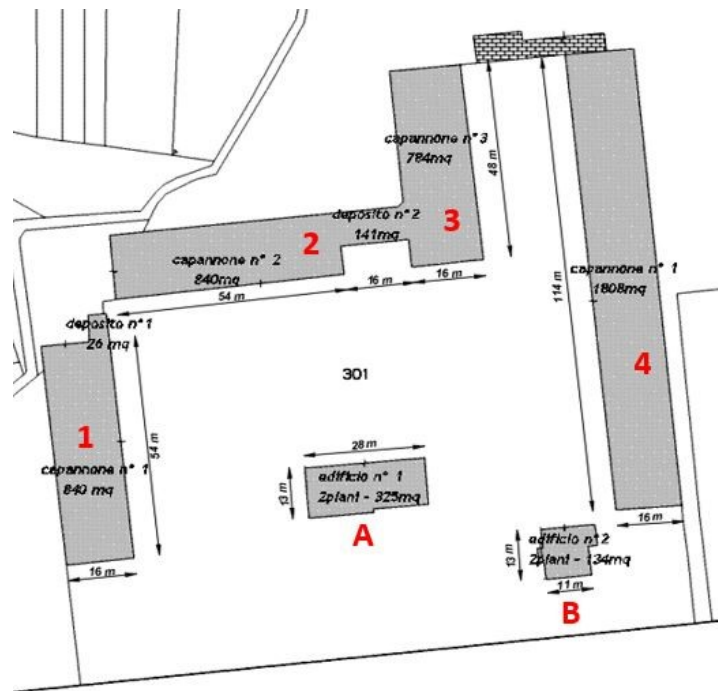 capannone n° 3
784mq
48 m
deposito n° 2
141mq
3
2
capannone n° 2
840mq
54 m
16 m
16 m
114 m
capannone n° 1
1808mq
deposito n° 1
26 mq
301
4
1
54 m
capannone n° 1
840 mq
16 m
28 m
13 m
edificio n° 1
2piant - 325mq
A
16 m
13 m
edificio n° 2
2piant - 134mq
11 m
B